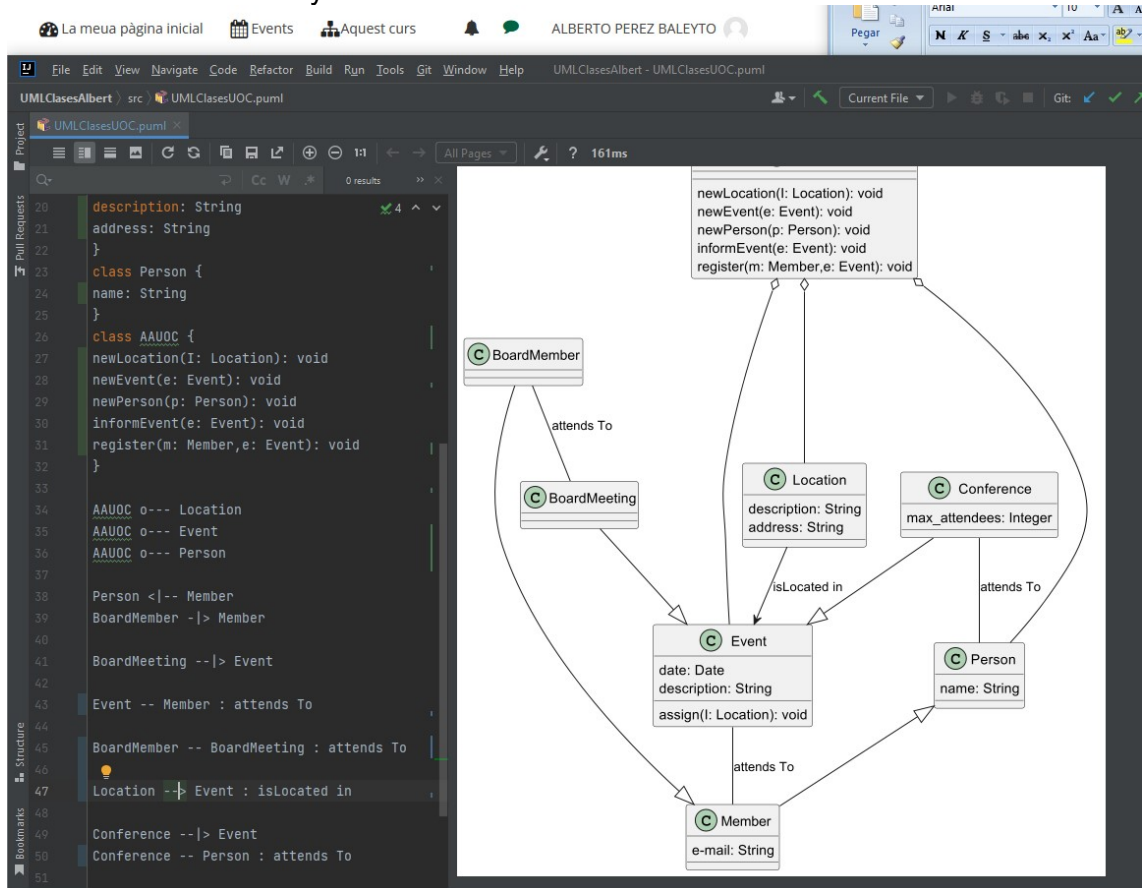 La meua pàgina inicial Events Aquest curs ALBERTO PEREZ BALEYTO
Arial 10 A A
Pegar N K S abe x₂ x² Aa ab
File Edit View Navigate Code Refactor Build Run Tools Git Window Help UMLClasesAlbert - UMLClasesUOC.puml
UMLClasesAlbert src UMLClasesUOC.puml Current File Git:
Project
UMLClasesUOC.puml
1:1 All Pages ? 161ms
Cc W .* 0 results
Pull Requests
20 description: String 4
21 address: String
22 }
23 class Person {
24 name: String
25 }
26 class AAUOC {
27 newLocation(I: Location): void
28 newEvent(e: Event): void
29 newPerson(p: Person): void
30 informEvent(e: Event): void
31 register(m: Member,e: Event): void
32 }
33
34 AAUOC o--- Location
35 AAUOC o--- Event
36 AAUOC o--- Person
37
38 Person <|-- Member
39 BoardMember -|> Member
40
41 BoardMeeting --|> Event
42
43 Event -- Member : attends To
44
45 BoardMember -- BoardMeeting : attends To
46
47 Location --> Event : isLocated in
48
49 Conference --|> Event
50 Conference -- Person : attends To
51
Structure
Bookmarks
newLocation(I: Location): void
newEvent(e: Event): void
newPerson(p: Person): void
informEvent(e: Event): void
register(m: Member,e: Event): void
C BoardMember
attends To
C BoardMeeting
C Location
description: String
address: String
C Conference
max_attendees: Integer
isLocated in
attends To
C Event
date: Date
description: String
assign(I: Location): void
C Person
name: String
attends To
C Member
e-mail: String